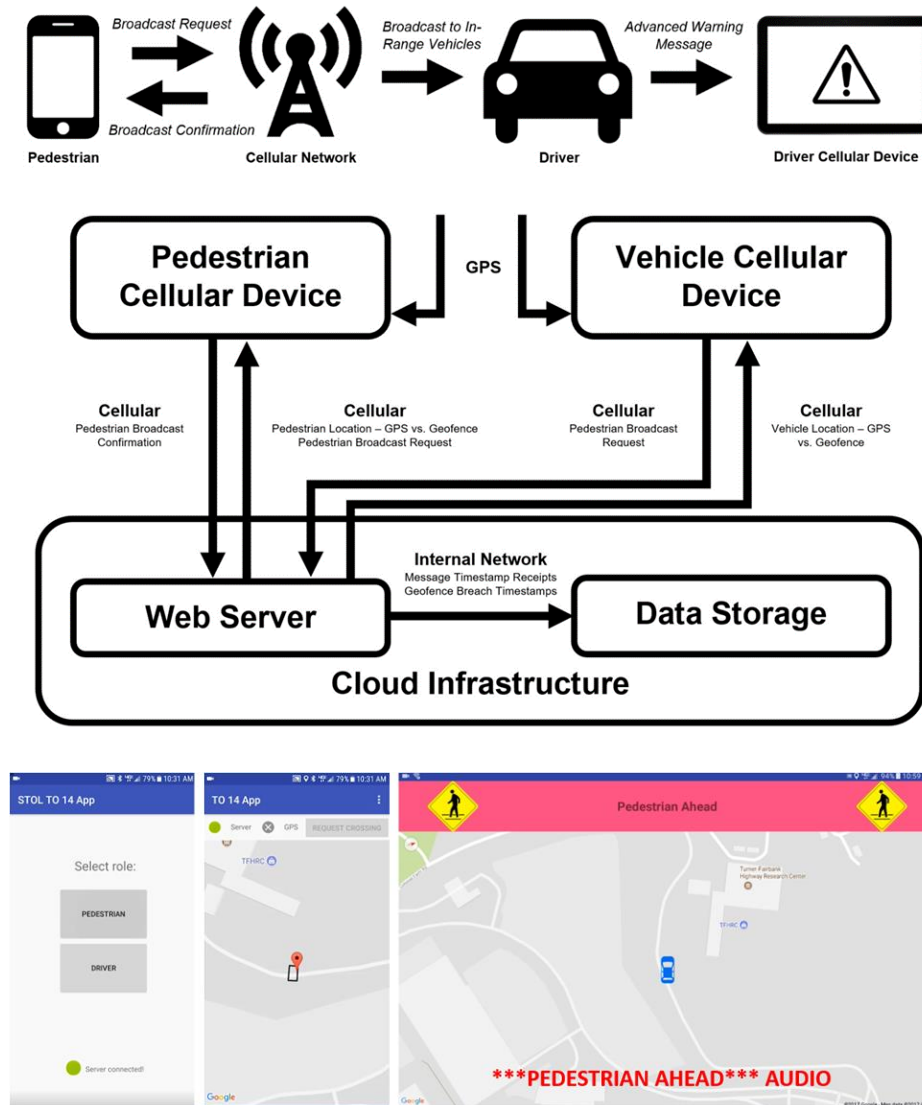 Broadcast Request
Broadcast to In-
Range Vehicles
Advanced Warning
Message
Broadcast Confirmation
Pedestrian
Cellular Network
Driver
Driver Cellular Device
Pedestrian
Cellular Device
GPS
Vehicle Cellular
Device
Cellular
Pedestrian Broadcast
Confirmation
Cellular
Pedestrian Location – GPS vs. Geofence
Pedestrian Broadcast Request
Cellular
Pedestrian Broadcast
Request
Cellular
Vehicle Location – GPS
vs. Geofence
Internal Network
Message Timestamp Receipts
Geofence Breach Timestamps
Web Server
Data Storage
Cloud Infrastructure
79% 10:31 AM
STOL TO 14 App
Select role:
PEDESTRIAN
DRIVER
Server connected!
79% 10:31 AM
TO 14 App
Server
GPS
REQUEST CROSSING
TFHRC
Google
94% 10:59
Pedestrian Ahead
Turner Fairbank
Highway Research Center
TFHRC
***PEDESTRIAN AHEAD*** AUDIO
Google